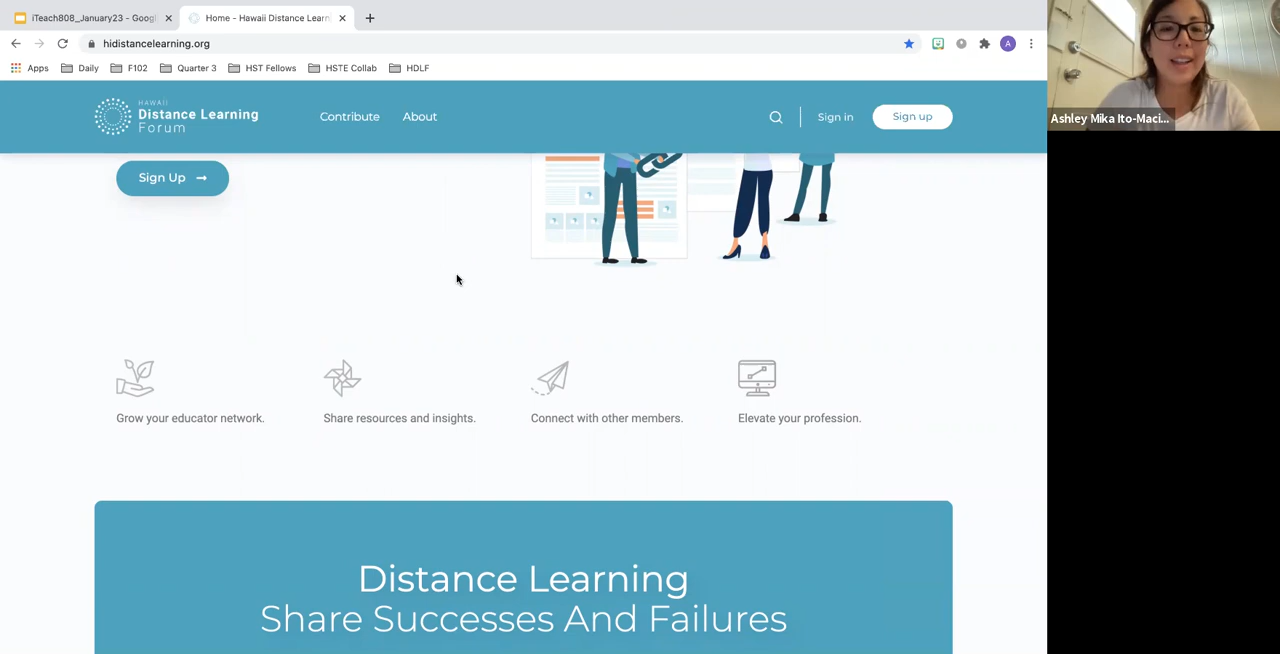 iTeach808_January23 - Googl
Home - Hawaii Distance Learn
hidistancelearning.org
Apps
Daily
F102
Quarter 3
HST Fellows
HSTE Collab
HDLF
A
HAWAII
Distance Learning
Forum
Contribute
About
Sign in
Sign up
Ashley Mika Ito-Maci...
Sign Up
Grow your educator network.
Share resources and insights.
Connect with other members.
Elevate your profession.
Distance Learning
Share Successes And Failures